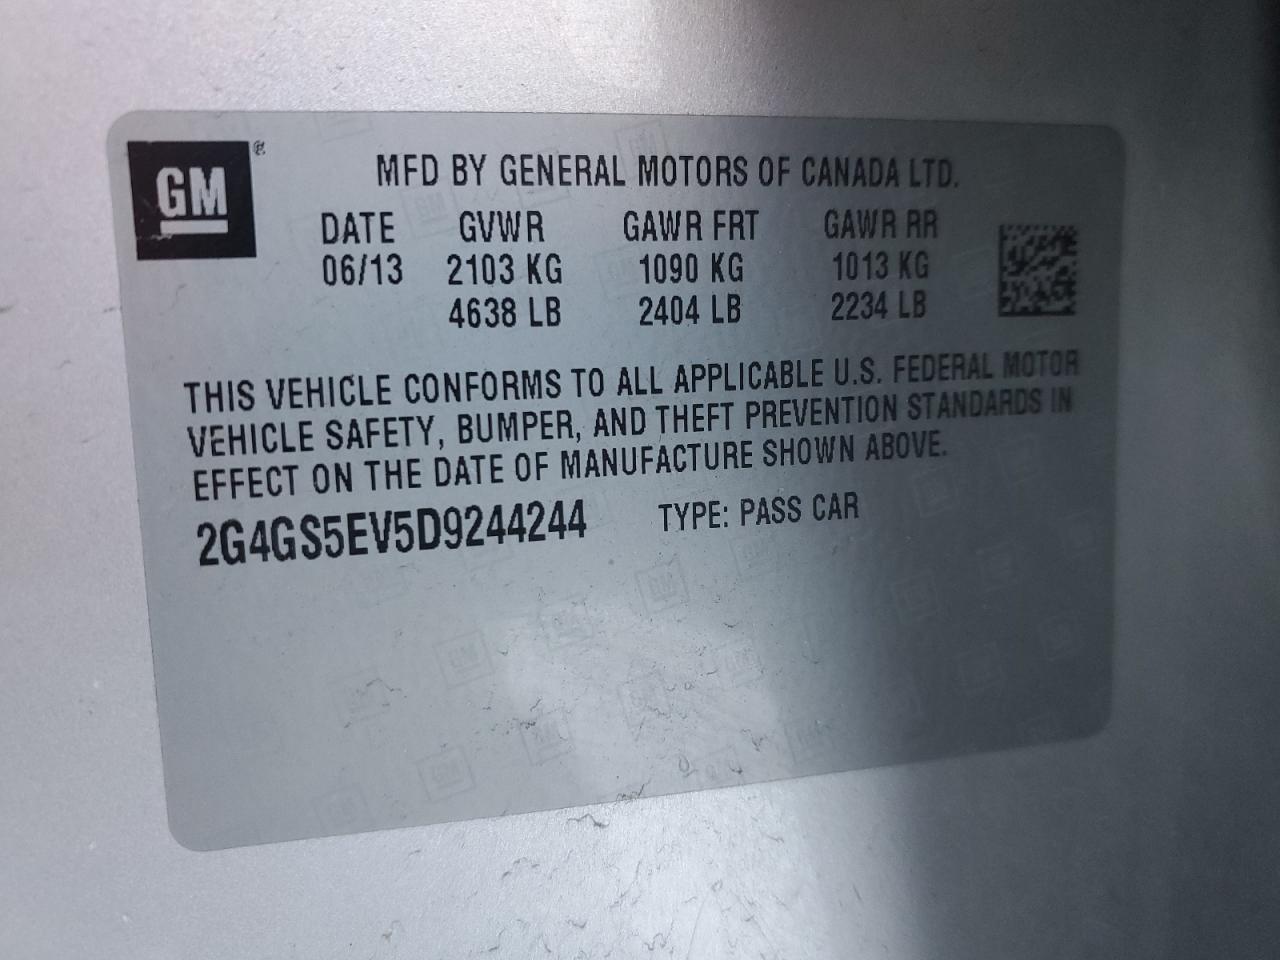 GM®
MFD BY GENERAL MOTORS OF CANADA LTD.
DATE GVWR GAWR FRT GAWR RR
06/13 2103 KG 1090 KG 1013 KG
4638 LB 2404 LB 2234 LB
THIS VEHICLE CONFORMS TO ALL APPLICABLE U.S. FEDERAL MOTOR
VEHICLE SAFETY, BUMPER, AND THEFT PREVENTION STANDARDS IN
EFFECT ON THE DATE OF MANUFACTURE SHOWN ABOVE.
2G4GS5EV5D9244244 TYPE: PASS CAR